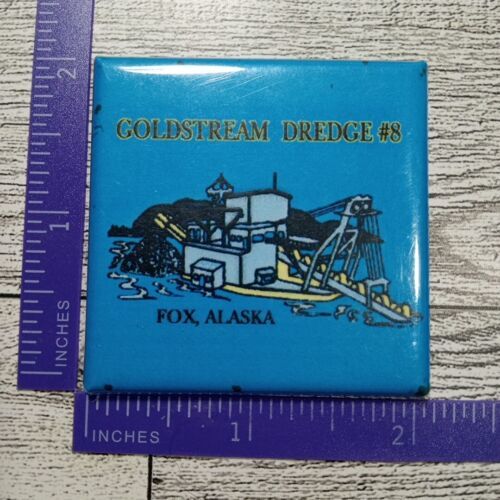 GOLDSTREAM DREDGE #8
FOX, ALASKA
INCHES
1
2
INCHES
1
2